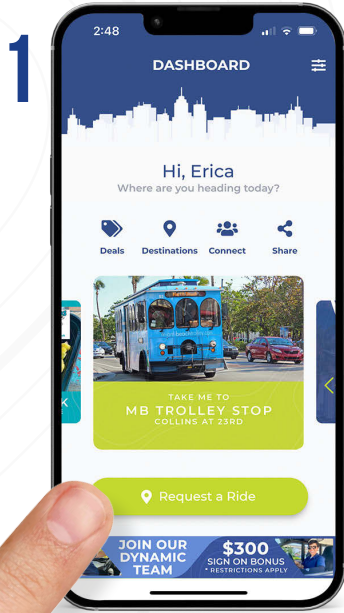 1
2:48
DASHBOARD
Hi, Erica
Where are you heading today?
Deals
Destinations
Connect
Share
K
TAKE ME TO
MB TROLLEY STOP
COLLINS AT 23RD
Request a Ride
JOIN OUR
DYNAMIC
TEAM
$300
SIGN ON BONUS
* RESTRICTIONS APPLY